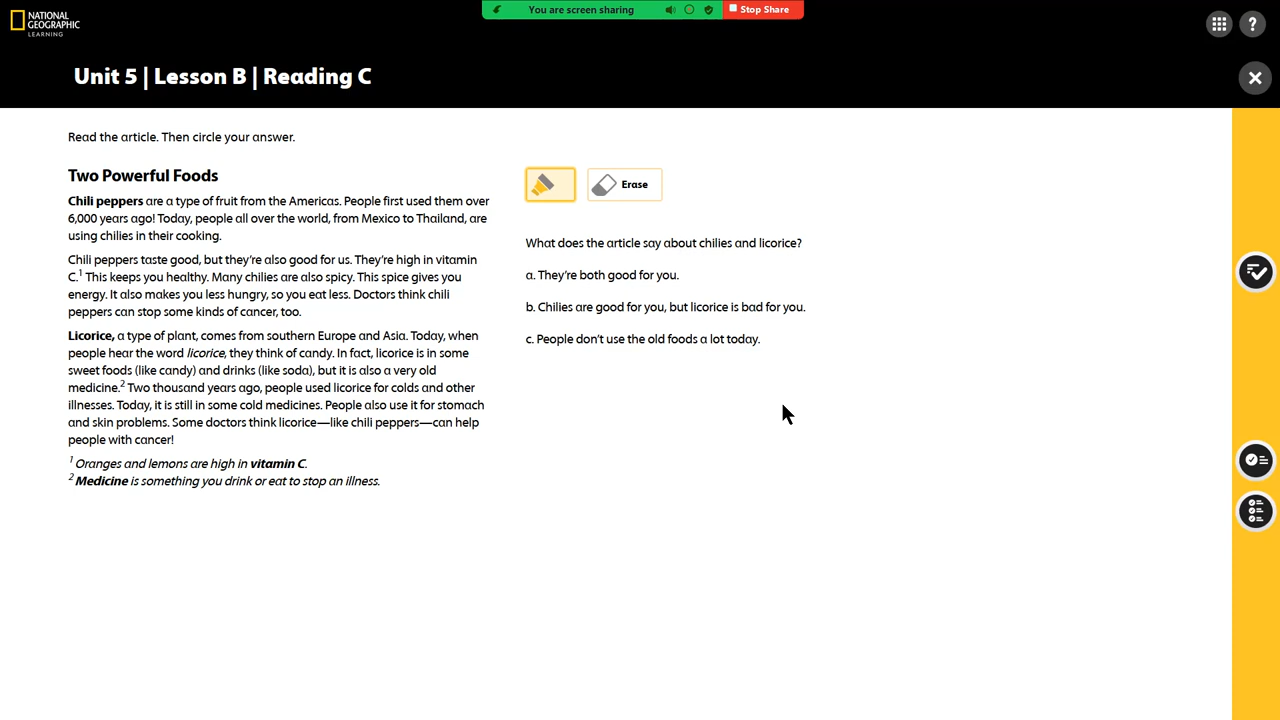 NATIONAL
GEOGRAPHIC
LEARNING
You are screen sharing
Stop Share
?
Unit 5 | Lesson B | Reading C
Read the article. Then circle your answer.
Two Powerful Foods
Chili peppers are a type of fruit from the Americas. People first used them over
6,000 years ago! Today, people all over the world, from Mexico to Thailand, are
using chilies in their cooking.
Chili peppers taste good, but they're also good for us. They're high in vitamin
C.¹ This keeps you healthy. Many chilies are also spicy. This spice gives you
energy. It also makes you less hungry, so you eat less. Doctors think chili
peppers can stop some kinds of cancer, too.
Licorice, a type of plant, comes from southern Europe and Asia. Today, when
people hear the word licorice, they think of candy. In fact, licorice is in some
sweet foods (like candy) and drinks (like soda), but it is also a very old
medicine.² Two thousand years ago, people used licorice for colds and other
illnesses. Today, it is still in some cold medicines. People also use it for stomach
and skin problems. Some doctors think licorice—like chili peppers—can help
people with cancer!
¹ Oranges and lemons are high in vitamin C.
² Medicine is something you drink or eat to stop an illness.
Erase
What does the article say about chilies and licorice?
a. They're both good for you.
b. Chilies are good for you, but licorice is bad for you.
c. People don't use the old foods a lot today.